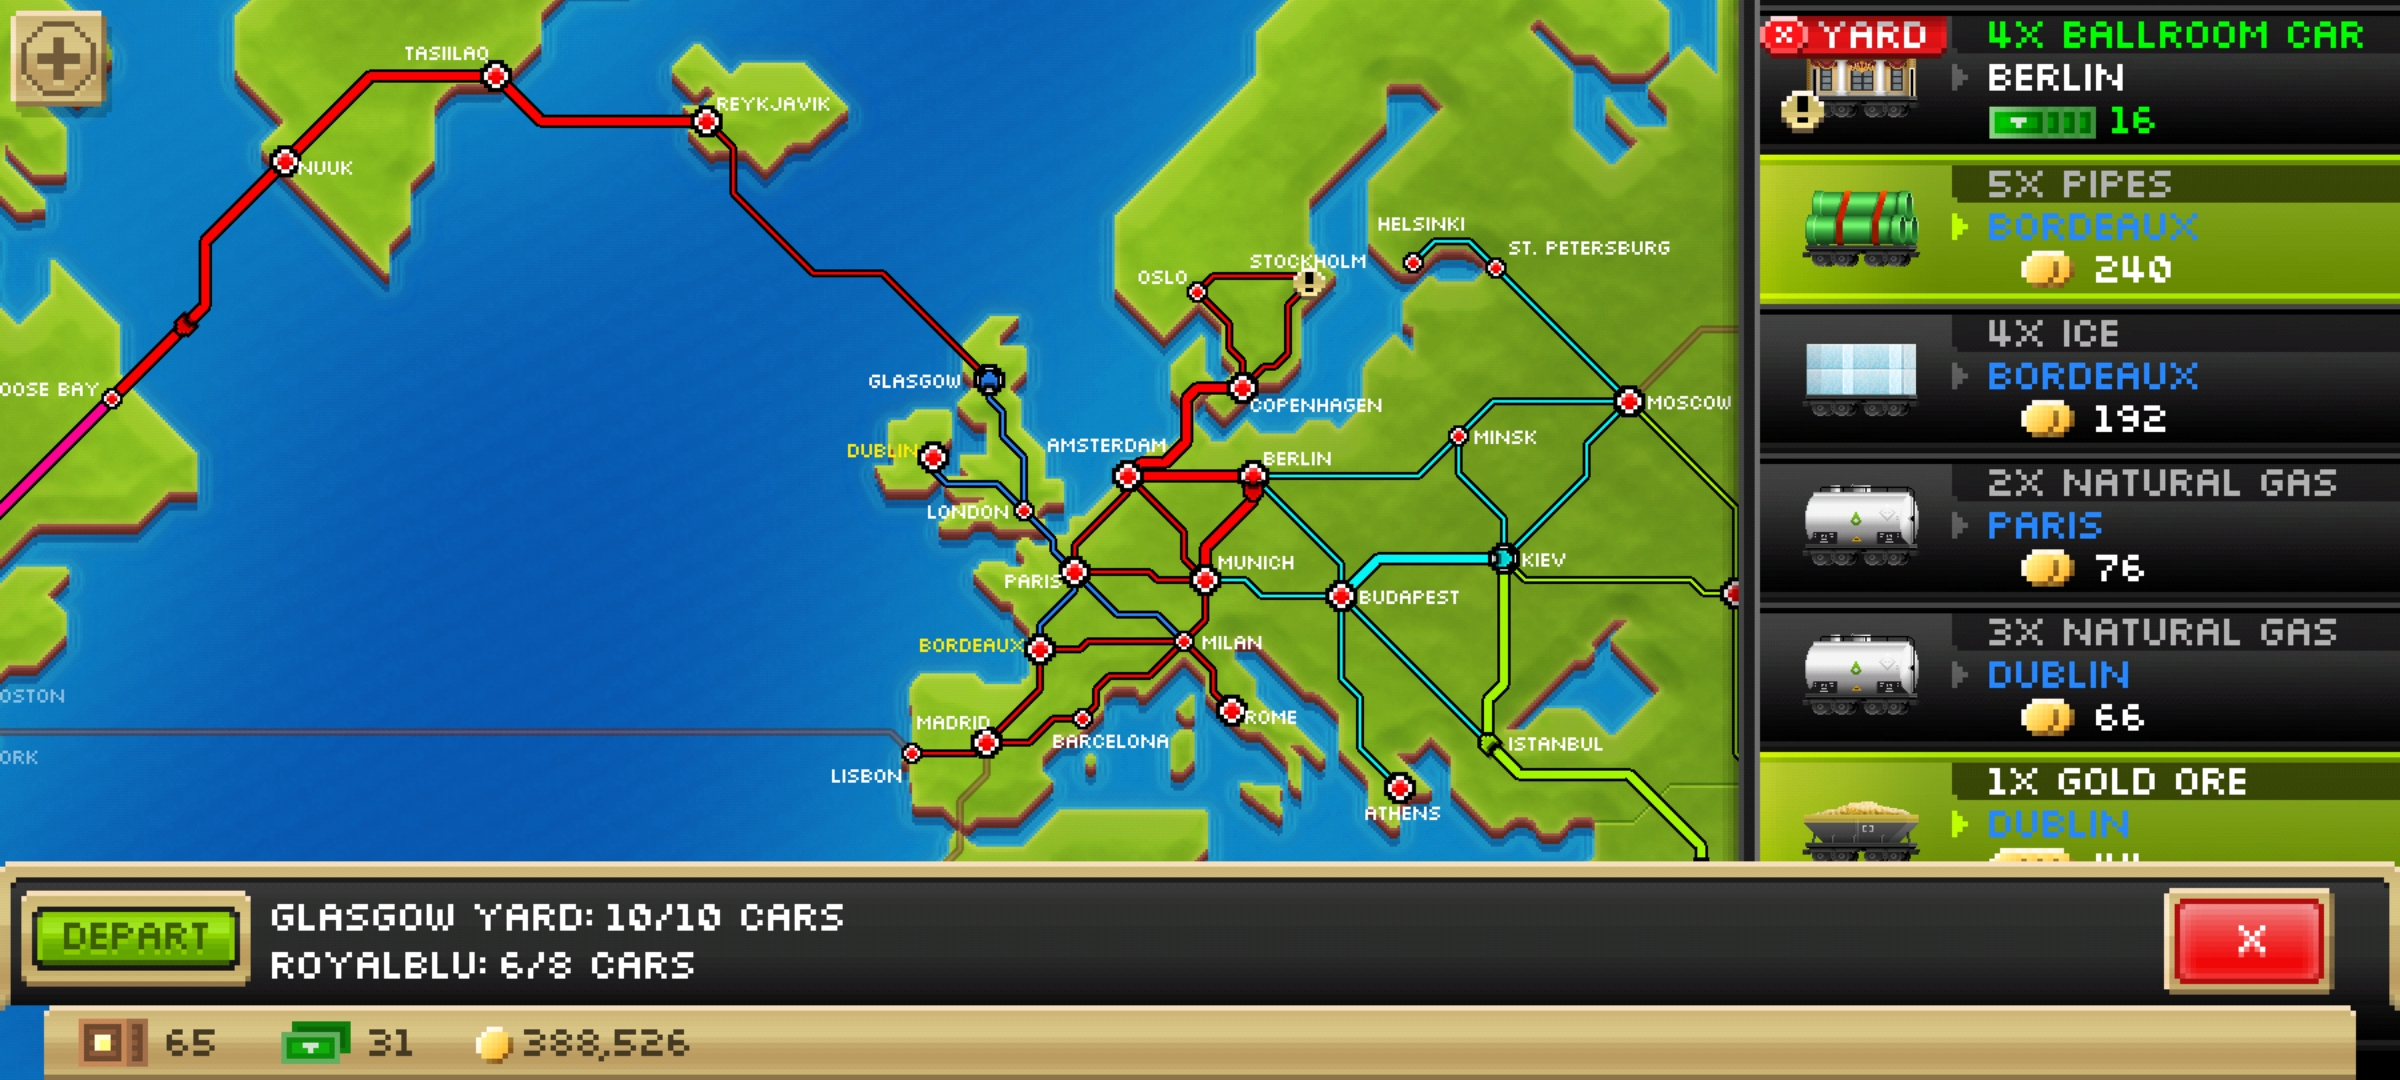 TASIILAQ
REYKJAVIK
NUUK
OOSE BAY
GLASGOW
DUBLIN
LONDON
AMSTERDAM
BERLIN
OSLO
STOCKHOLM
HELSINKI
ST. PETERSBURG
COPENHAGEN
MOSCOW
MINSK
KIEV
MUNICH
PARIS
BUDAPEST
BORDEAUX
MILAN
OSTON
MADRID
ROME
BARCELONA
ISTANBUL
ORK
LISBON
ATHENS
X YARD
4X BALLROOM CAR
BERLIN
16
5X PIPES
BORDEAUX
240
4X ICE
BORDEAUX
192
2X NATURAL GAS
PARIS
76
3X NATURAL GAS
DUBLIN
66
1X GOLD ORE
DUBLIN
DEPART
GLASGOW YARD: 10/10 CARS
ROYALBLU: 6/8 CARS
X
65
31
388,526